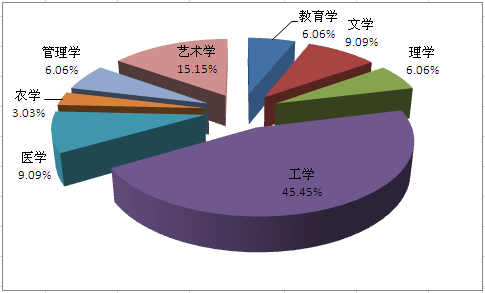 教育学
6.06%
文学
9.09%
理学
6.06%
工学
45.45%
医学
9.09%
农学
3.03%
管理学
6.06%
艺术学
15.15%